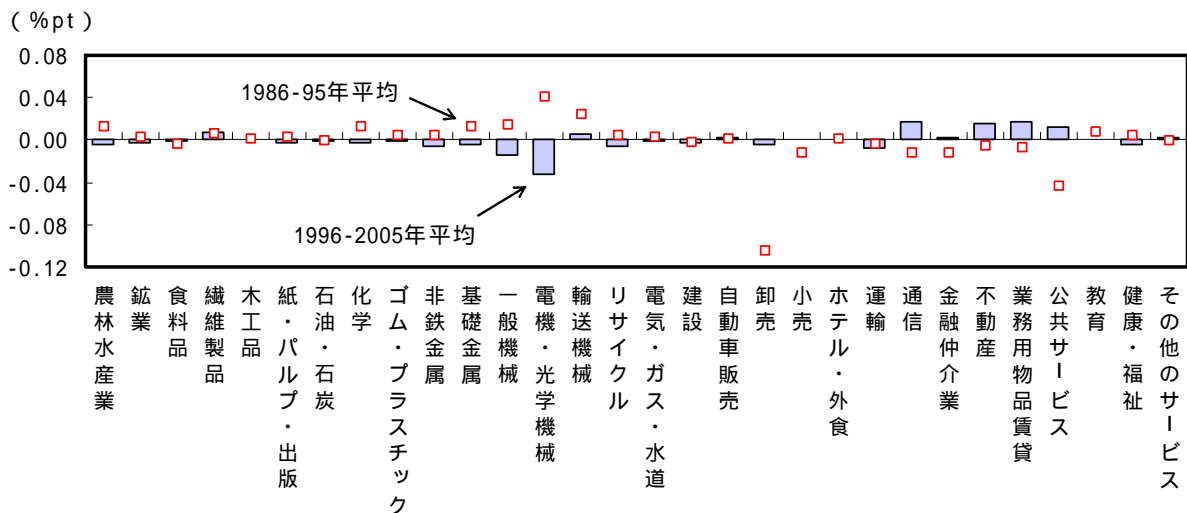 (%pt)
0.08
0.04
0.00
-0.04
-0.08
-0.12
1986-95年平均
1996-2005年平均
農林水産業
鉱業
食料品
繊維製品
木工品
紙・パルプ・出版
石油・石炭
化学
ゴム・プラスチック
非鉄金属
基礎金属
一般機械
電機・光学機械
輸送機械
リサイクル
電気・ガス・水道
建設
自動車販売
卸売
小売
ホテル・外食
運輸
通信
金融仲介業
不動産
業務用物品賃貸
公共サービス
教育
健康・福祉
その他のサービス